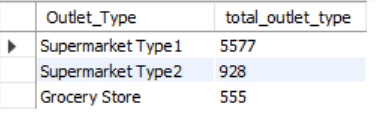 Outlet_Type total_outlet_type
Supermarket Type1 5577
Supermarket Type2 928
Grocery Store 555